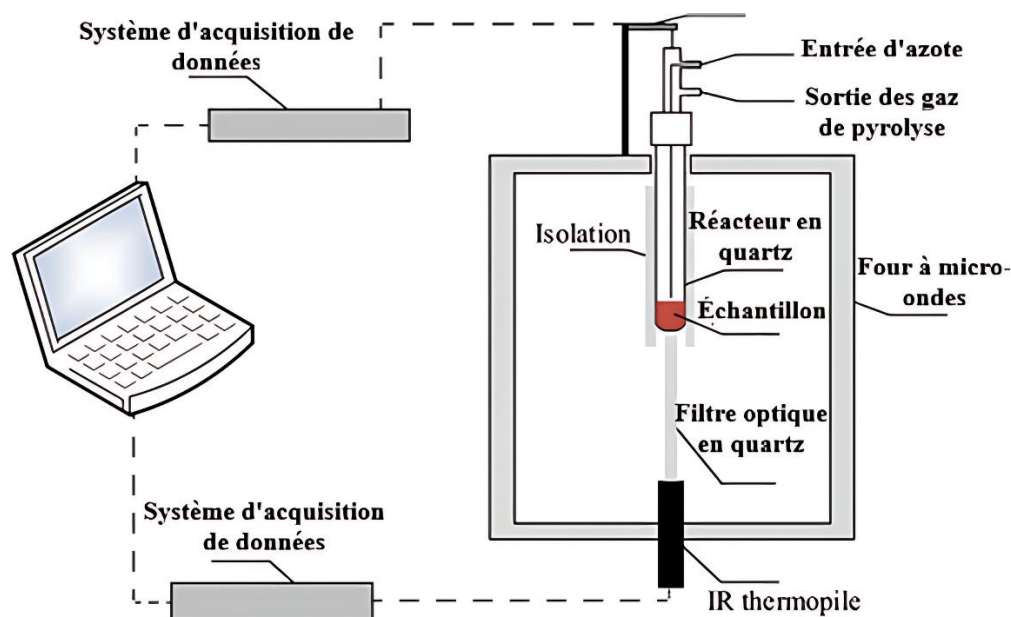 Système d'acquisition de
données
Entrée d'azote
Sortie des gaz
de pyrolyse
Isolation
Réacteur en
quartz
Four à micro-
ondes
Échantillon
Filtre optique
en quartz
Système d'acquisition
de données
IR thermopile